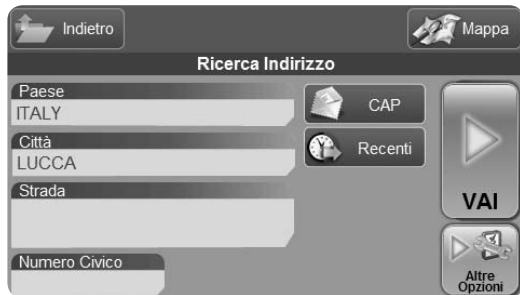 Indietro
Mappa
Ricerca Indirizzo
Paese
ITALY
CAP
Città
LUCCA
Recenti
Strada
VAI
Numero Civico
Altre
Opzioni